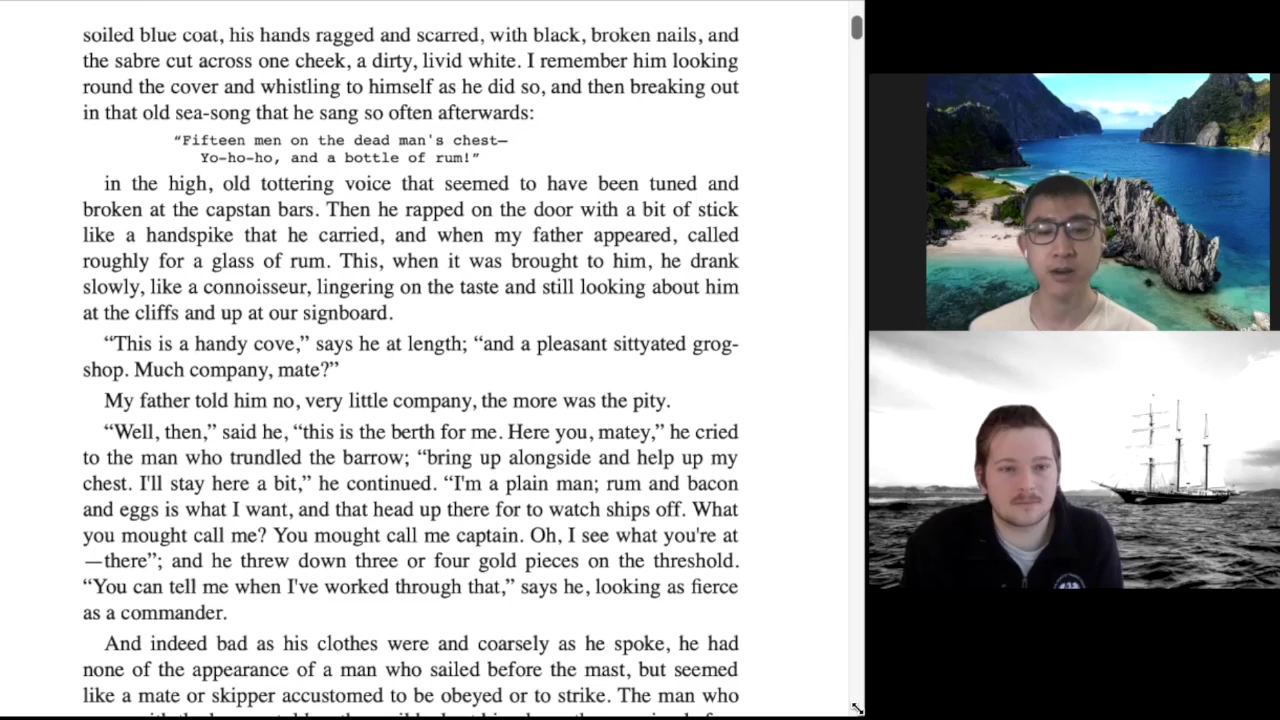 soiled blue coat, his hands ragged and scarred, with black, broken nails, and
the sabre cut across one cheek, a dirty, livid white. I remember him looking
round the cover and whistling to himself as he did so, and then breaking out
in that old sea-song that he sang so often afterwards:
“Fifteen men on the dead man's chest—
Yo-ho-ho, and a bottle of rum!”
in the high, old tottering voice that seemed to have been tuned and
broken at the capstan bars. Then he rapped on the door with a bit of stick
like a handspike that he carried, and when my father appeared, called
roughly for a glass of rum. This, when it was brought to him, he drank
slowly, like a connoisseur, lingering on the taste and still looking about him
at the cliffs and up at our signboard.
“This is a handy cove,” says he at length; “and a pleasant sittyated grog-
shop. Much company, mate?”
My father told him no, very little company, the more was the pity.
“Well, then,” said he, “this is the berth for me. Here you, matey,” he cried
to the man who trundled the barrow; “bring up alongside and help up my
chest. I'll stay here a bit,” he continued. “I'm a plain man; rum and bacon
and eggs is what I want, and that head up there for to watch ships off. What
you mought call me? You mought call me captain. Oh, I see what you're at
—there”; and he threw down three or four gold pieces on the threshold.
“You can tell me when I've worked through that,” says he, looking as fierce
as a commander.
And indeed bad as his clothes were and coarsely as he spoke, he had
none of the appearance of a man who sailed before the mast, but seemed
like a mate or skipper accustomed to be obeyed or to strike. The man who